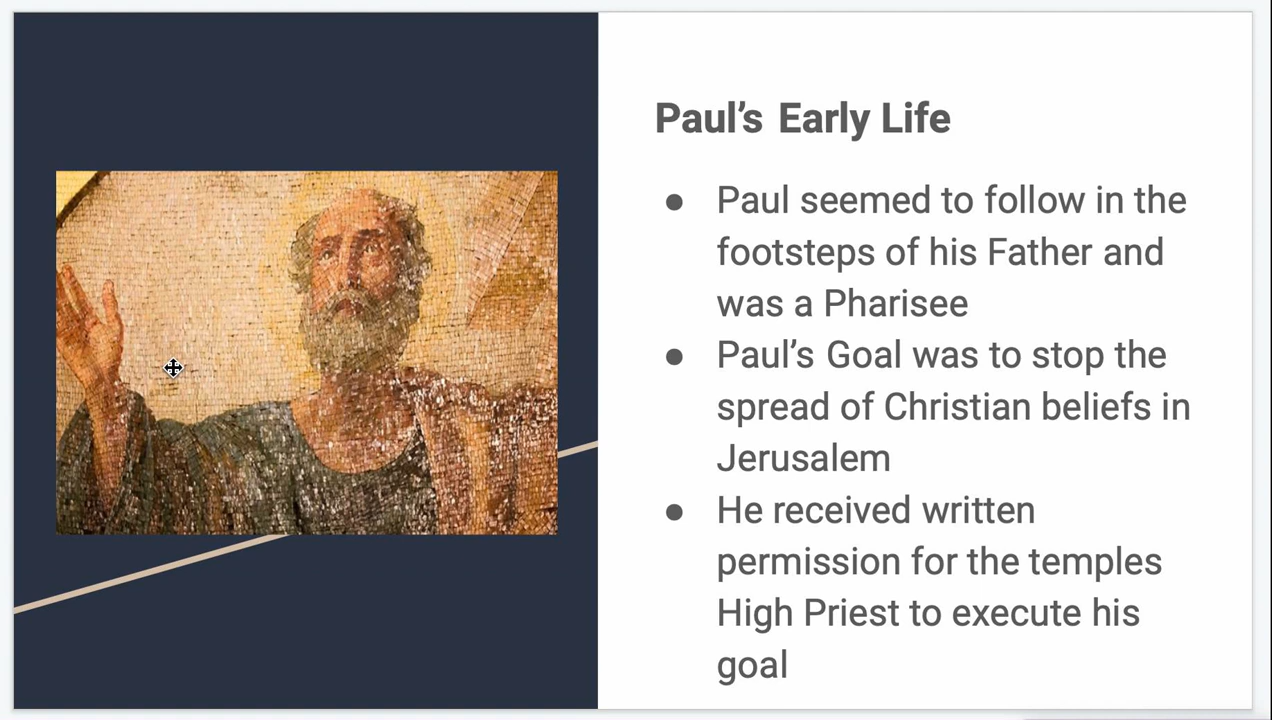 Paul’s Early Life
● Paul seemed to follow in the
footsteps of his Father and
was a Pharisee
● Paul’s Goal was to stop the
spread of Christian beliefs in
Jerusalem
● He received written
permission for the temples
High Priest to execute his
goal